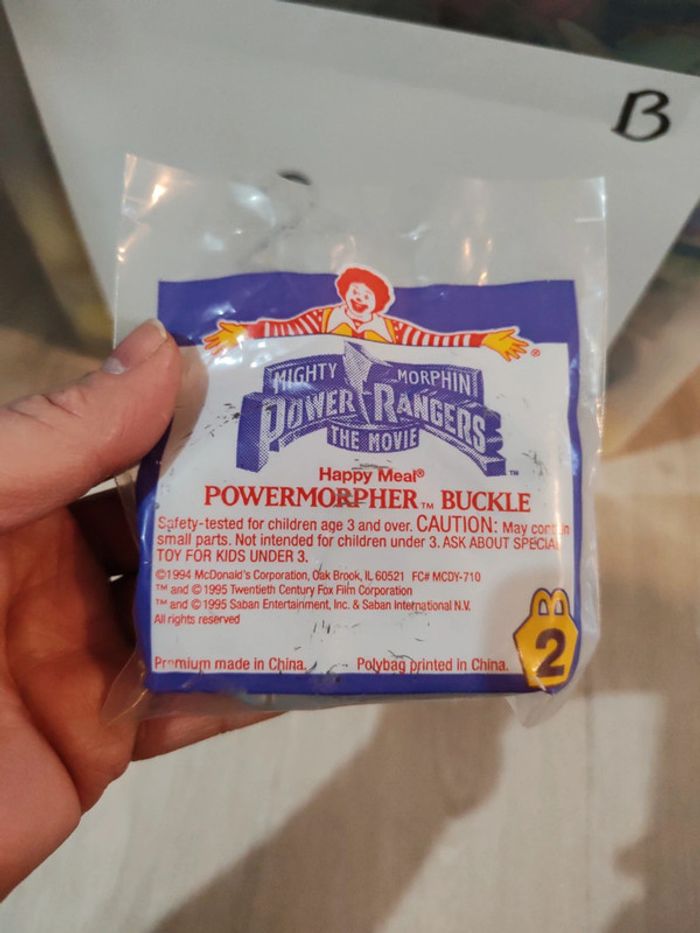 B
MIGHTY MORPHIN
POWER RANGERS
THE MOVIE™
Happy Meal®
POWERMORPHER™ BUCKLE
Safety-tested for children age 3 and over. CAUTION: May contain
small parts. Not intended for children under 3. ASK ABOUT SPECIAL
TOY FOR KIDS UNDER 3.
©1994 McDonald's Corporation, Oak Brook, IL 60521 FC# MCDY-710
™ and © 1995 Twentieth Century Fox Film Corporation
™ and © 1995 Saban Entertainment, Inc. & Saban International N.V.
All rights reserved
2
Premium made in China. Polybag printed in China.